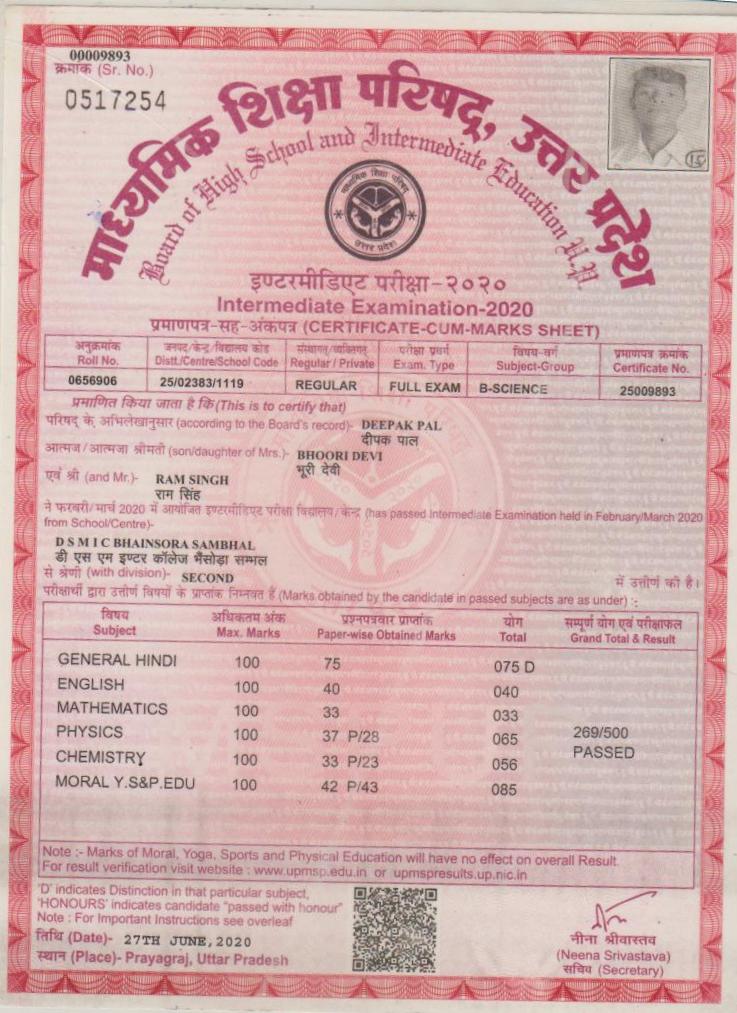 00009893
क्रमांक (Sr. No.)
0517254
माध्यमिक शिक्षा परिषद्, उत्तर प्रदेश
Board of High School and Intermediate Education U.P.
माध्यमिक शिक्षा परिषद्
उत्तर प्रदेश
15
इण्टरमीडिएट परीक्षा-२०२०
Intermediate Examination-2020
प्रमाणपत्र-सह-अंकपत्र (CERTIFICATE-CUM-MARKS SHEET)
अनुक्रमांक जनपद/केन्द्र/विद्यालय कोड संस्थागत/व्यक्तिगत परीक्षा प्रवर्ग विषय-वर्ग प्रमाणपत्र क्रमांक
Roll No. Distt./Centre/School Code Regular / Private Exam. Type Subject-Group Certificate No.
0656906 25/02383/1119 REGULAR FULL EXAM B-SCIENCE 25009893
प्रमाणित किया जाता है कि (This is to certify that)
परिषद् के अभिलेखानुसार (according to the Board's record)- DEEPAK PAL
दीपक पाल
आत्मज/आत्मजा श्रीमती (son/daughter of Mrs.)- BHOORI DEVI
भूरी देवी
एवं श्री (and Mr.)- RAM SINGH
राम सिंह
ने फरवरी/मार्च 2020 में आयोजित इण्टरमीडिएट परीक्षा विद्यालय/केन्द्र (has passed Intermediate Examination held in February/March 2020
from School/Centre)-
D S M I C BHAINSORA SAMBHAL
डी एस एम इण्टर कॉलेज भैंसोड़ा सम्भल
से श्रेणी (with division)- SECOND में उत्तीर्ण की है।
परीक्षार्थी द्वारा उत्तीर्ण विषयों के प्राप्तांक निम्नवत हैं (Marks obtained by the candidate in passed subjects are as under) :-
विषय अधिकतम अंक प्रश्नपत्रवार प्राप्तांक योग सम्पूर्ण योग एवं परीक्षाफल
Subject Max. Marks Paper-wise Obtained Marks Total Grand Total & Result
GENERAL HINDI 100 75 075 D
ENGLISH 100 40 040
MATHEMATICS 100 33 033
PHYSICS 100 37 P/28 065 269/500
CHEMISTRY 100 33 P/23 056 PASSED
MORAL Y.S&P.EDU 100 42 P/43 085
Note :- Marks of Moral, Yoga, Sports and Physical Education will have no effect on overall Result.
For result verification visit website : www.upmsp.edu.in or upmspresults.up.nic.in
'D' indicates Distinction in that particular subject,
'HONOURS' indicates candidate "passed with honour"
Note : For Important Instructions see overleaf
तिथि (Date)- 27TH JUNE, 2020
स्थान (Place)- Prayagraj, Uttar Pradesh
नीना श्रीवास्तव
(Neena Srivastava)
सचिव (Secretary)